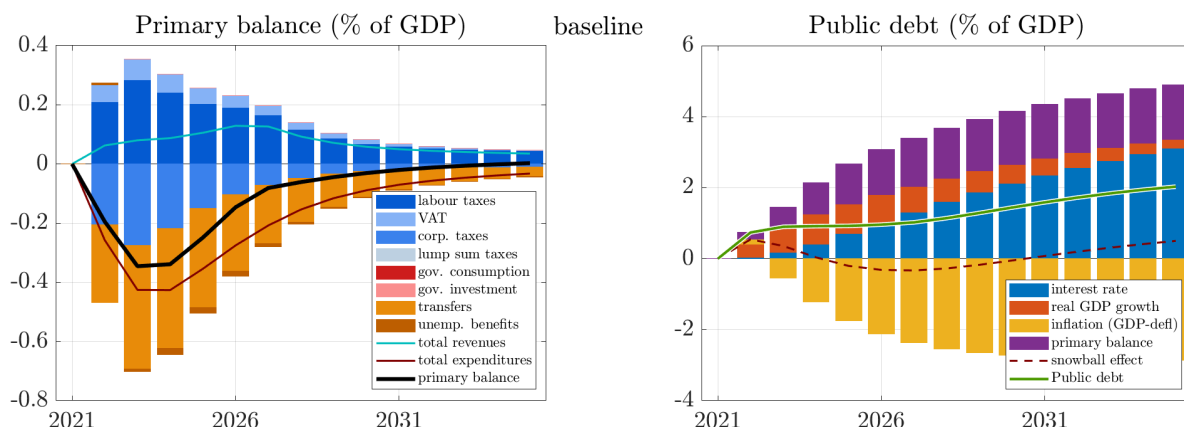 Primary balance (% of GDP)
baseline
Public debt (% of GDP)
0.4
0.2
0
-0.2
-0.4
-0.6
-0.8
2021
2026
2031
labour taxes
VAT
corp. taxes
lump sum taxes
gov. consumption
gov. investment
transfers
unemp. benefits
total revenues
total expenditures
primary balance
6
4
2
0
-2
-4
2021
2026
2031
interest rate
real GDP growth
inflation (GDP-defl)
primary balance
snowball effect
Public debt